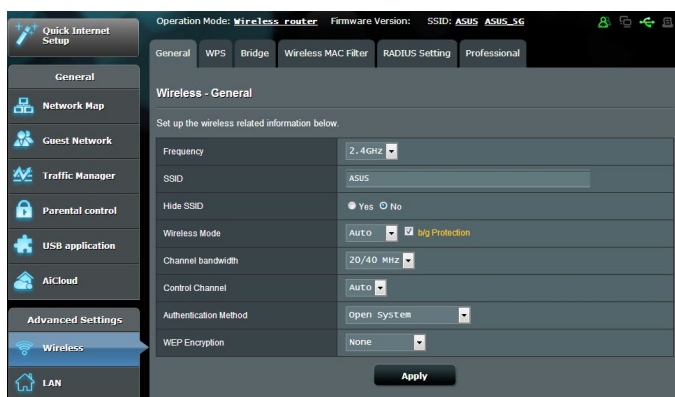 Quick Internet
Setup
Operation Mode: Wireless router Firmware Version: SSID: ASUS ASUS_5G
General WPS Bridge Wireless MAC Filter RADIUS Setting Professional
General
Network Map
Guest Network
Traffic Manager
Parental control
USB application
AiCloud
Advanced Settings
Wireless
LAN
Wireless - General
Set up the wireless related information below.
Frequency 2.4GHz
SSID ASUS
Hide SSID Yes No
Wireless Mode Auto b/g Protection
Channel bandwidth 20/40 MHz
Control Channel Auto
Authentication Method Open System
WEP Encryption None
Apply